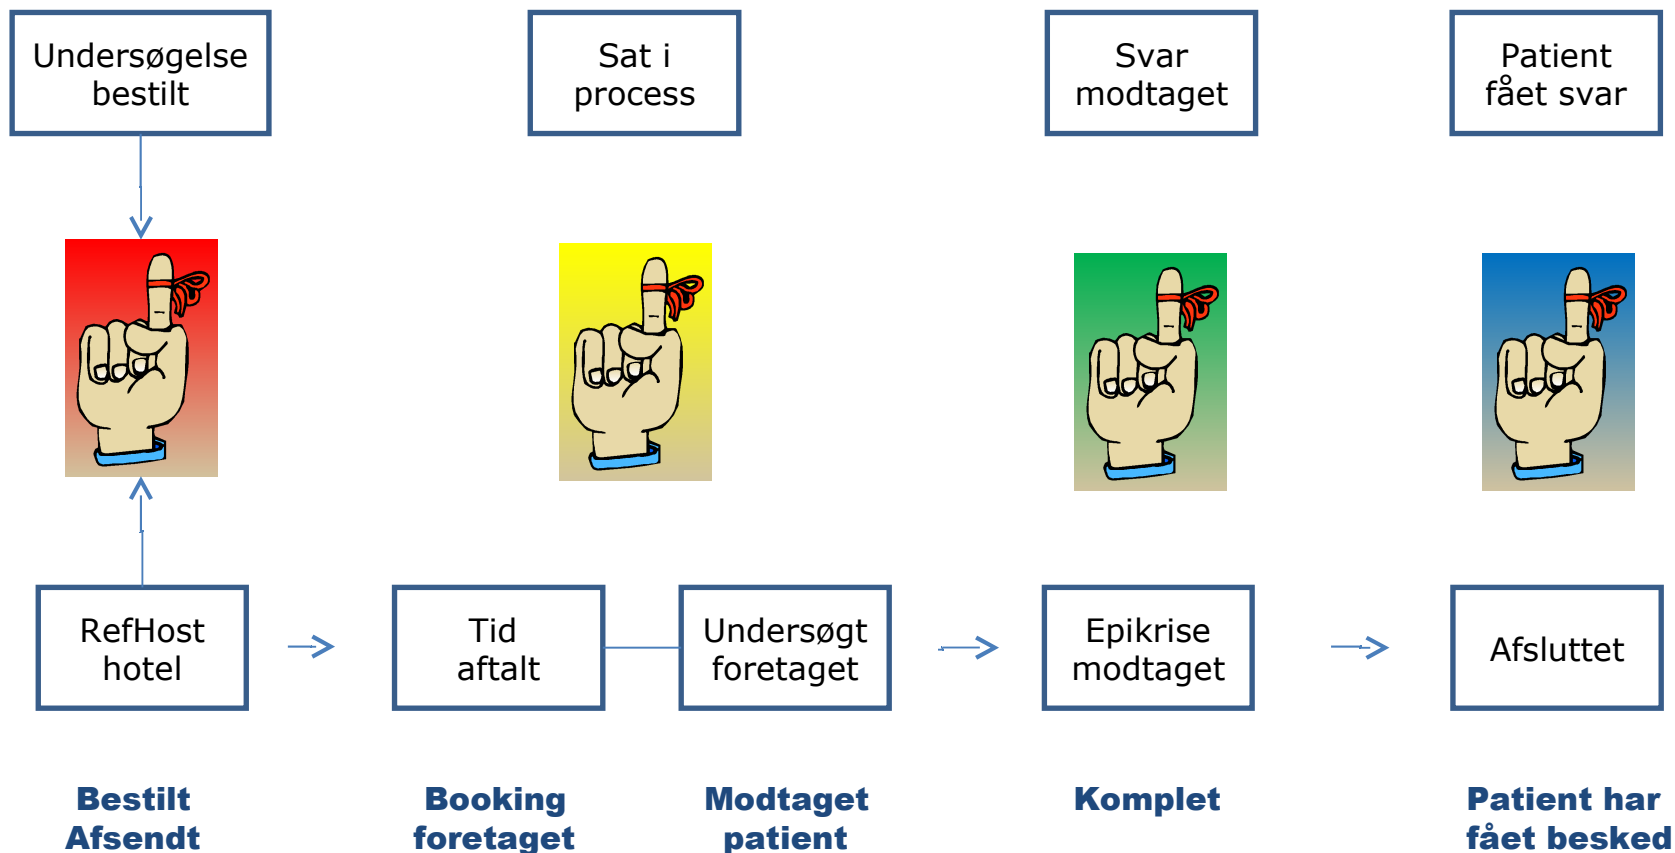 Undersøgelse
bestilt
Sat i
process
Svar
modtaget
Patient
fået svar
RefHost
hotel
Tid
aftalt
Undersøgt
foretaget
Epikrise
modtaget
Afsluttet
Bestilt
Afsendt
Booking
foretaget
Modtaget
patient
Komplet
Patient har
fået besked